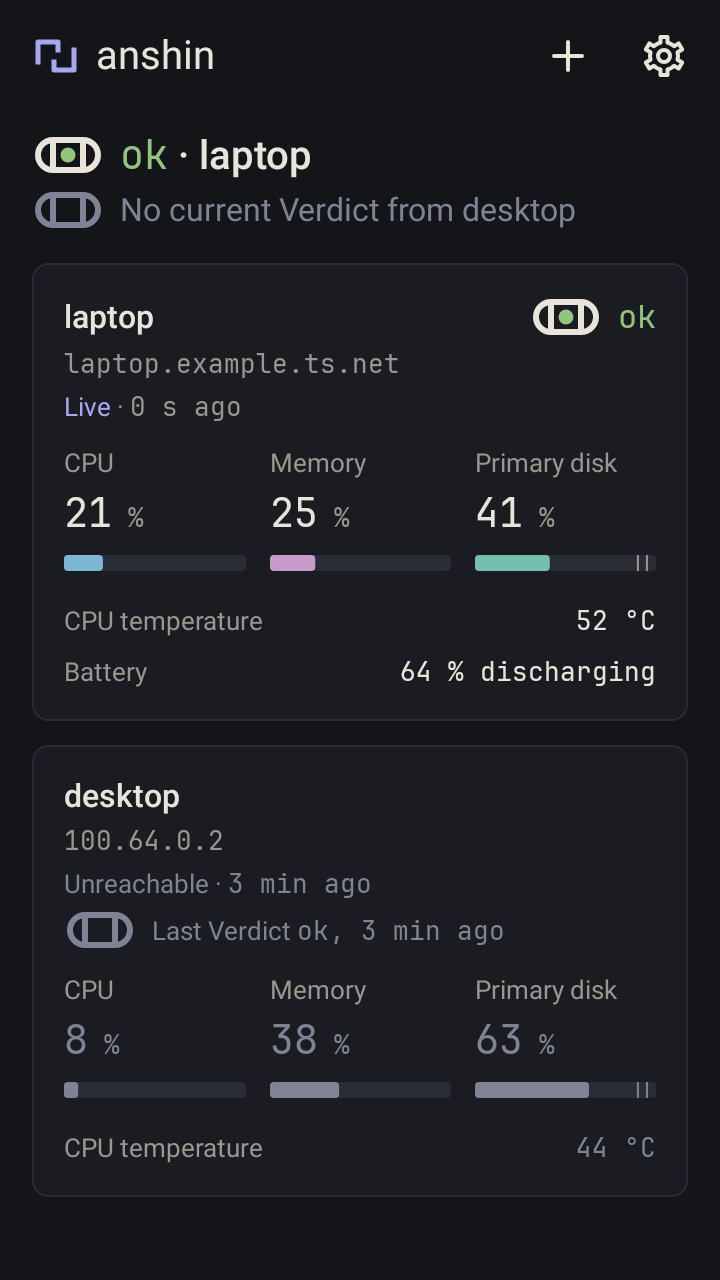 anshin
ok · laptop
No current Verdict from desktop
laptop ok
laptop.example.ts.net
Live · 0 s ago
CPU Memory Primary disk
21 % 25 % 41 %
CPU temperature 52 °C
Battery 64 % discharging
desktop
100.64.0.2
Unreachable · 3 min ago
Last Verdict ok, 3 min ago
CPU Memory Primary disk
8 % 38 % 63 %
CPU temperature 44 °C